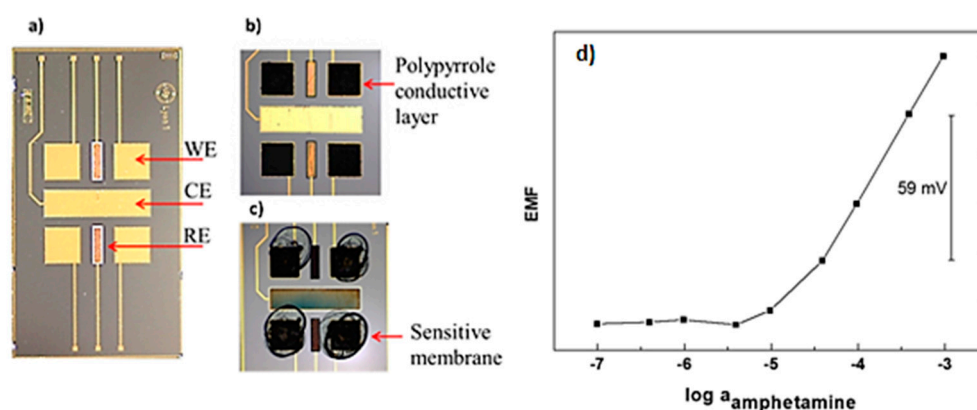 a)
WE
CE
RE
b)
Polypyrrole
conductive
layer
c)
Sensitive
membrane
d)
EMF
59 mV
-7 -6 -5 -4 -3
log a amphetamine